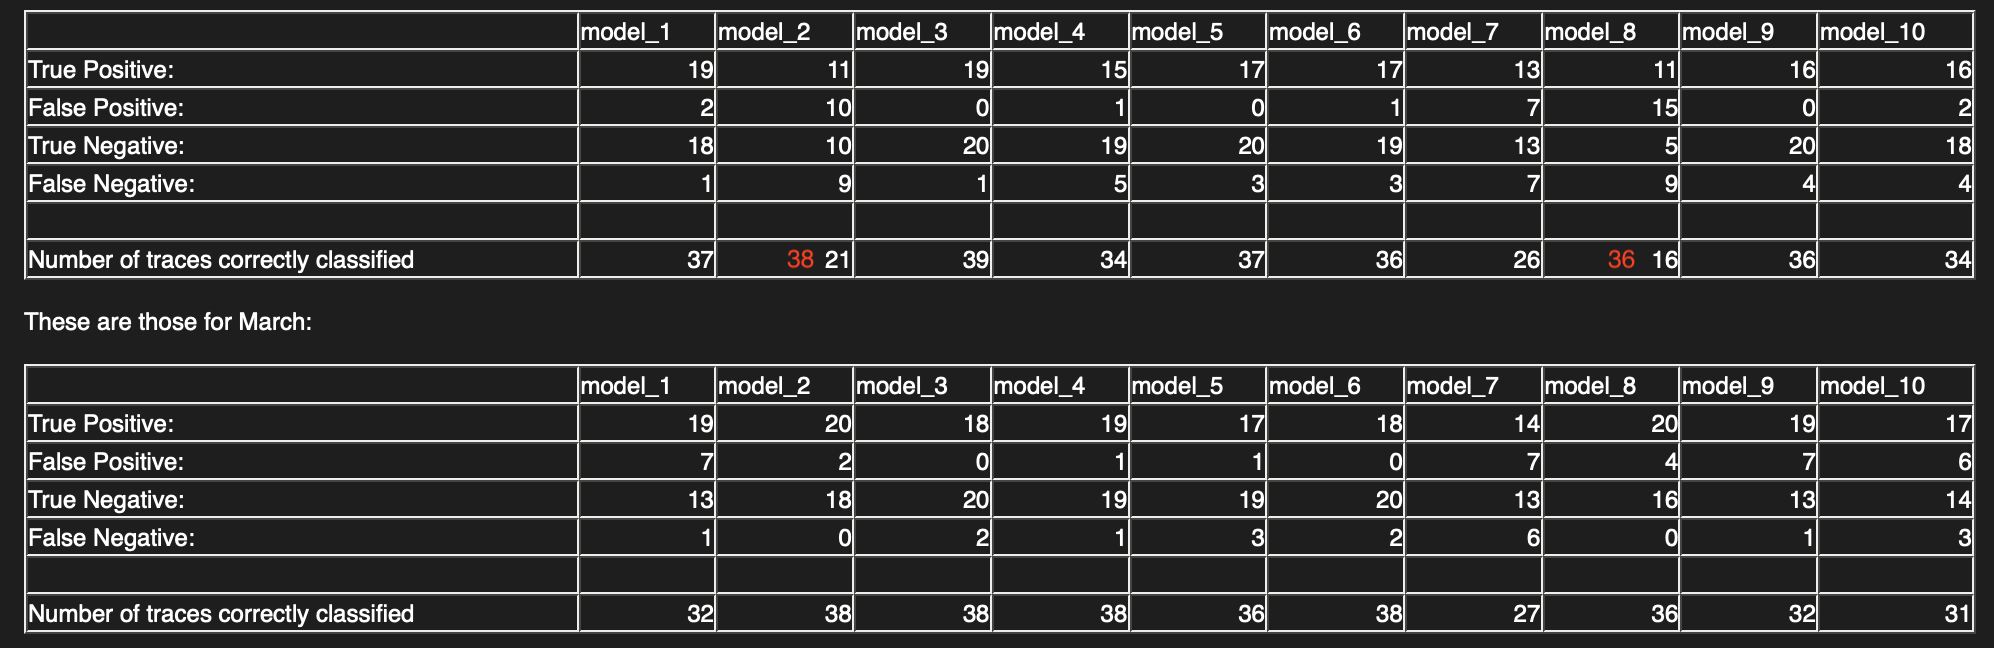 model_1 model_2 model_3 model_4 model_5 model_6 model_7 model_8 model_9 model_10
True Positive: 19 11 19 15 17 17 13 11 16 16
False Positive: 2 10 0 1 0 1 7 15 0 2
True Negative: 18 10 20 19 20 19 13 5 20 18
False Negative: 1 9 1 5 3 3 7 9 4 4
Number of traces correctly classified 37 38 21 39 34 37 36 26 36 16 36 34
These are those for March:
model_1 model_2 model_3 model_4 model_5 model_6 model_7 model_8 model_9 model_10
True Positive: 19 20 18 19 17 18 14 20 19 17
False Positive: 7 2 0 1 1 0 7 4 7 6
True Negative: 13 18 20 19 19 20 13 16 13 14
False Negative: 1 0 2 1 3 2 6 0 1 3
Number of traces correctly classified 32 38 38 38 36 38 27 36 32 31